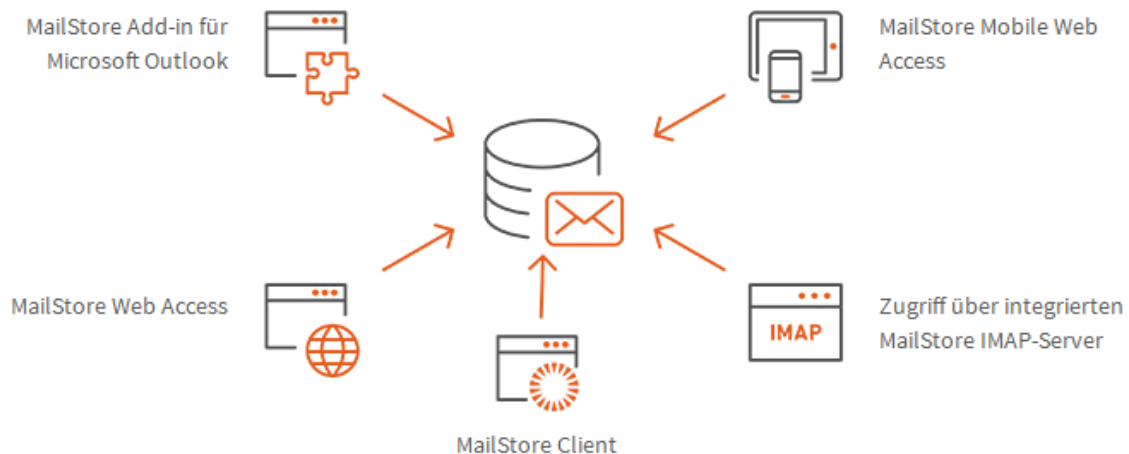 MailStore Add-in für
Microsoft Outlook
MailStore Mobile Web
Access
MailStore Web Access
IMAP
Zugriff über integrierten
MailStore IMAP-Server
MailStore Client